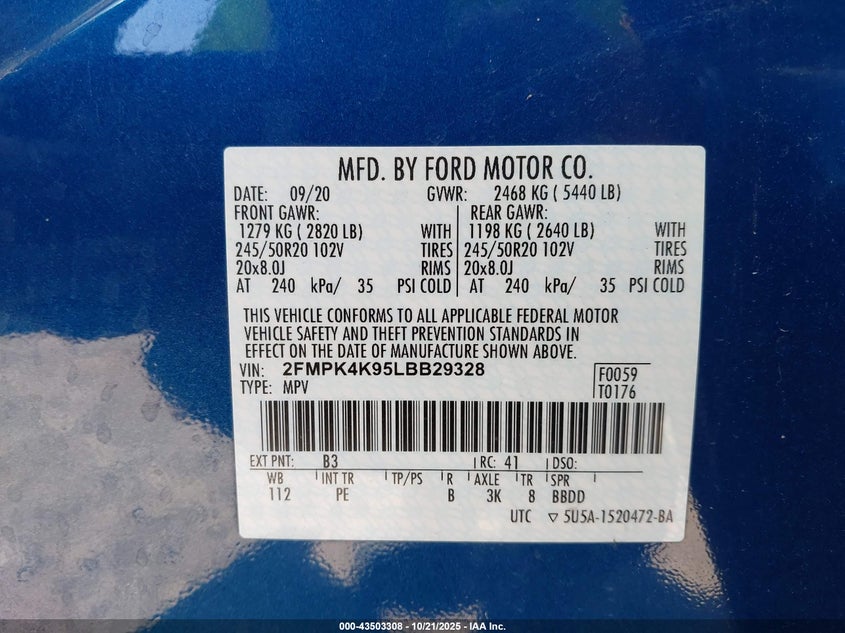 MFD. BY FORD MOTOR CO.
DATE: 09/20 GVWR: 2468 KG ( 5440 LB)
FRONT GAWR: REAR GAWR:
1279 KG ( 2820 LB) WITH 1198 KG ( 2640 LB) WITH
245/50R20 102V TIRES 245/50R20 102V TIRES
20x8.0J RIMS 20x8.0J RIMS
AT 240 kPa/ 35 PSI COLD AT 240 kPa/ 35 PSI COLD
THIS VEHICLE CONFORMS TO ALL APPLICABLE FEDERAL MOTOR
VEHICLE SAFETY AND THEFT PREVENTION STANDARDS IN
EFFECT ON THE DATE OF MANUFACTURE SHOWN ABOVE.
VIN: 2FMPK4K95LBB29328 F0059
TYPE: MPV T0176
EXT PNT: B3 RC: 41 DSO:
WB INT TR TP/PS R AXLE TR SPR
112 PE B 3K 8 BBDD
UTC ▽ 5U5A-1520472-BA
000-43503308 - 10/21/2025 - IAA Inc.